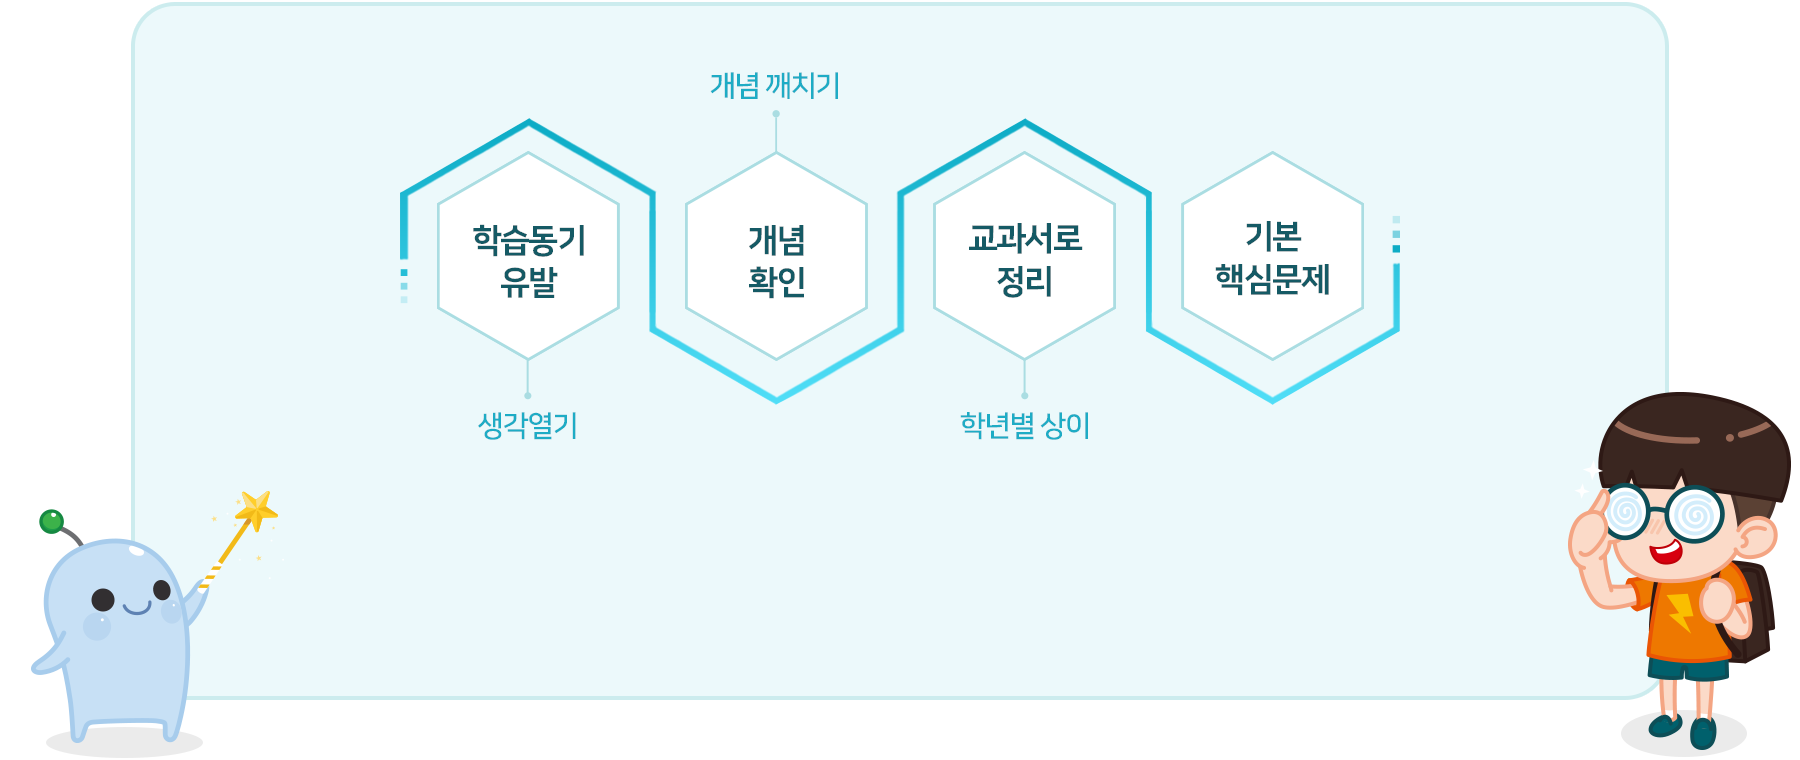 개념 깨치기
학습동기
유발
개념
확인
교과서로
정리
기본
핵심문제
생각열기
학년별 상이